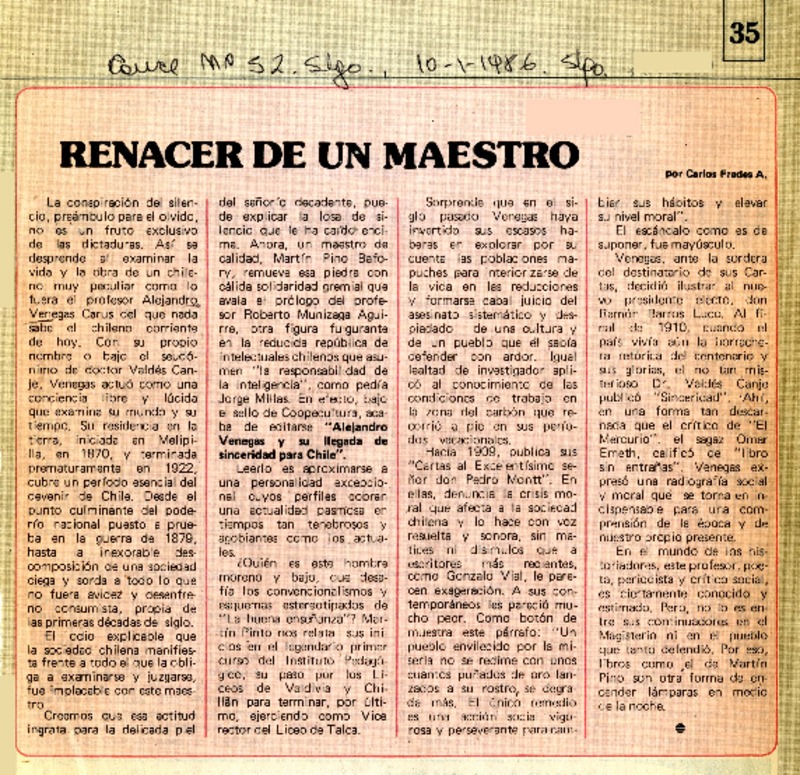 35
Cauce Nº 52. Stgo., 10-1-1986. Stgo.
RENACER DE UN MAESTRO
por Carlos Fredes A.
La conspiración del silen-
cio, preámbulo para el olvido,
no es un fruto exclusivo
de las dictaduras. Así se
desprende al examinar la
vida y la obra de un chile-
no muy peculiar como lo
fuera el profesor Alejandro
Venegas Carus del que nada
sabe el chileno corriente
de hoy. Con su propio
nombre o bajo el seudó-
nimo de doctor Valdés Can-
je, Venegas actuó como una
conciencia libre y lúcida
que examina su mundo y su
tiempo. Su residencia en la
tierra, iniciada en Melipi-
lla, en 1870, y terminada
prematuramente en 1922,
cubre un período esencial del
devenir de Chile. Desde el
punto culminante del pode-
río nacional puesto a prue-
ba en la guerra de 1879,
hasta a inexorable des-
composición de una sociedad
ciega y sorda a todo lo que
no fuera avidez y desenfre-
no consumista, propia de
las primeras décadas de siglo.
El odio explicable que
la sociedad chilena manifies-
ta frente a todo el que la obli-
ga a examinarse y juzgarse,
fue implacable con este maes-
tro.
Creemos que esa actitud
ingrata para la delicada piel
del señorío decadente, pue-
de explicar la losa de si-
lencio que le ha caído enci-
ma. Ahora, un maestro de
calidad, Martín Pino Bato-
ry, remueve esa piedra con
cálida solidaridad gremial que
avala el prólogo del profe-
sor Roberto Munizaga Agui-
rre, otra figura fulgurante
en la reducida república de
intelectuales chilenos que asu-
men "la responsabilidad de
la inteligencia", como pedía
Jorge Millas. En efecto, bajo
e sello de Coopecultura, aca-
ba de editarse "Alejandro
Venegas y su llegada de
sinceridad para Chile".
Leerlo es aproximarse a
una personalidad excepcio-
nal cuyos perfiles cobran
una actualidad pasmosa en
tiempos tan tenebrosos y
agobiantes como los actua-
les.
¿Quién es este hombre
moreno y bajo, que desa-
fía los convencionalismos y
esquemas estereotipados de
"La buena enseñanza"? Mar-
tín Pinto nos relata sus ini-
cios en el legendario primer
curso del Instituto Pedagó-
gico, su paso por los Li-
ceos de Valdivia y Chi-
llán para terminar, por últi-
mo, ejerciendo como Vice
rector del Liceo de Talca.
Sorprende que en el si-
glo pasado Venegas haya
invertido sus escasos ha-
beres en explorar por su
cuenta las poblaciones ma-
puches para interiorizarse de
la vida en las reducciones
y formarse cabal juicio del
asesinato sistemático y des-
piadado de una cultura y
de un pueblo que él sabía
defender con ardor. Igual
lealtad de investigador apli-
có al conocimiento de las
condiciones de trabajo en
la zona del carbón que re-
corrió a pie en sus perío-
dos vacacionales.
Hacia 1909, publica sus
"Cartas al Excelentísimo se-
ñor don Pedro Montt". En
ellas, denuncia la crisis mo-
ral que afecta a la sociedad
chilena y lo hace con voz
resuelta y sonora, sin ma-
tices ni disimulos que a
escritores más recientes,
como Gonzalo Vial, le pare-
cen exageración. A sus con-
temporáneos les pareció mu-
cho peor. Como botón de
muestra este párrafo: "Un
pueblo envilecido por la mi-
seria no se redime con unos
cuantos puñados de oro lan-
zados a su rostro, se degra-
da más. El único remedio
es una acción social vigo-
rosa y perseverante para cam-
biar sus hábitos y elevar
su nivel moral".
El escándalo como es de
suponer, fue mayúsculo.
Venegas, ante la sordera
del destinatario de sus Car-
tas, decidió ilustrar al nue-
vo presidente electo, don
Ramón Barros Luco. Al fi-
nal de 1910, cuando el
país vivía aún la borrache-
ra retórica del centenario y
sus glorias, el no tan mis-
terioso Dr. Valdés Canje
publicó "Sinceridad". Ahí,
en una forma tan descar-
nada que el crítico de "El
Mercurio", el sagaz Omar
Emeth, calificó de "libro
sin entrañas". Venegas ex-
presó una radiografía social
y moral que se torna en in-
dispensable para una com-
prensión de la época y de
nuestro propio presente.
En el mundo de los his-
toriadores, este profesor, poe-
ta, periodista y crítico social,
es ciertamente conocido y
estimado. Pero, no lo es en-
tre sus continuadores en el
Magisterio ni en el pueblo
que tanto defendió. Por eso,
libros como el de Martín
Pino son otra forma de en-
cender lámparas en medio
de la noche.